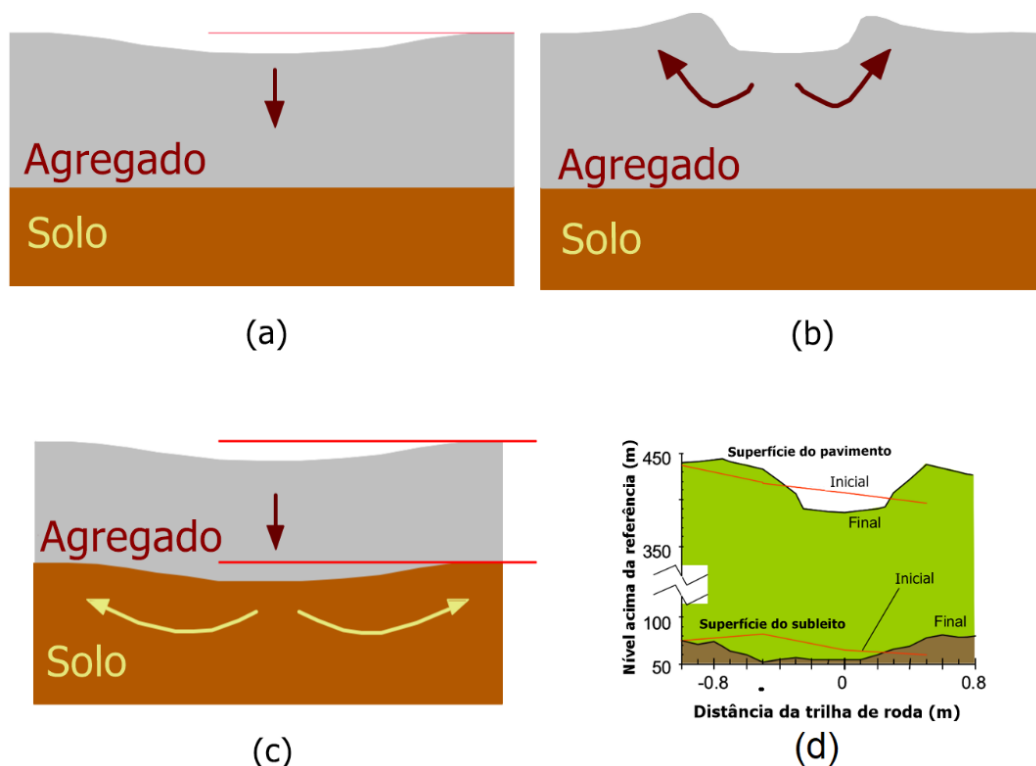 Agregado
Solo
(a)
Agregado
Solo
(b)
Agregado
Solo
(c)
Nível acima da referência (m)
450
350
100
50
Superfície do pavimento
Inicial
Final
Inicial
Superfície do subleito
Final
-0.8
0
0.8
Distância da trilha de roda (m)
(d)